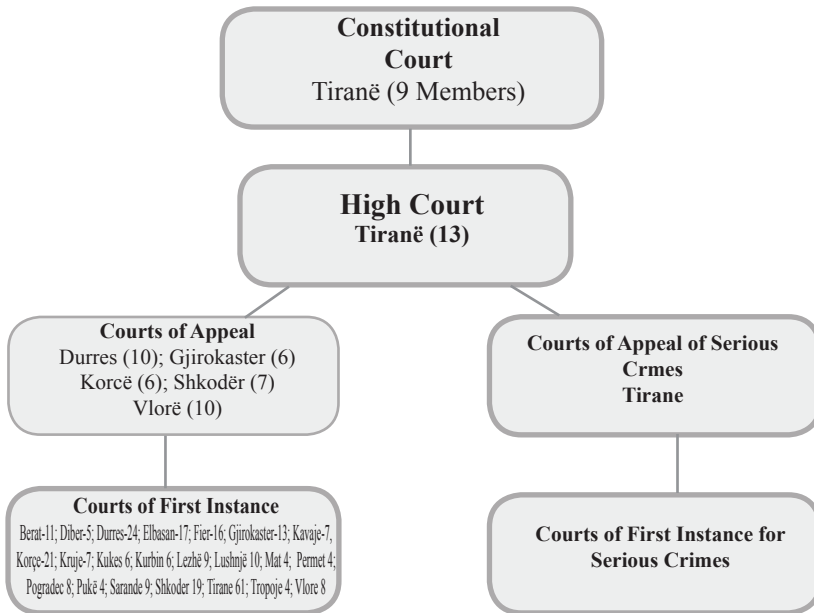 Constitutional
Court
Tiranë (9 Members)
High Court
Tiranë (13)
Courts of Appeal
Durres (10); Gjirokaster (6)
Korcë (6); Shkodër (7)
Vlorë (10)
Courts of Appeal of Serious
Crmes
Tirane
Courts of First Instance
Berat-11; Diber-5; Durres-24; Elbasan-17; Fier-16; Gjirokaster-13; Kavaje-7,
Korçe-21; Kruje-7; Kukes 6; Kurbin 6; Lezhë 9; Lushnjë 10; Mat 4; Permet 4;
Pogradec 8; Pukë 4; Sarande 9; Shkoder 19; Tirane 61; Tropoje 4; Vlore 8
Courts of First Instance for
Serious Crimes